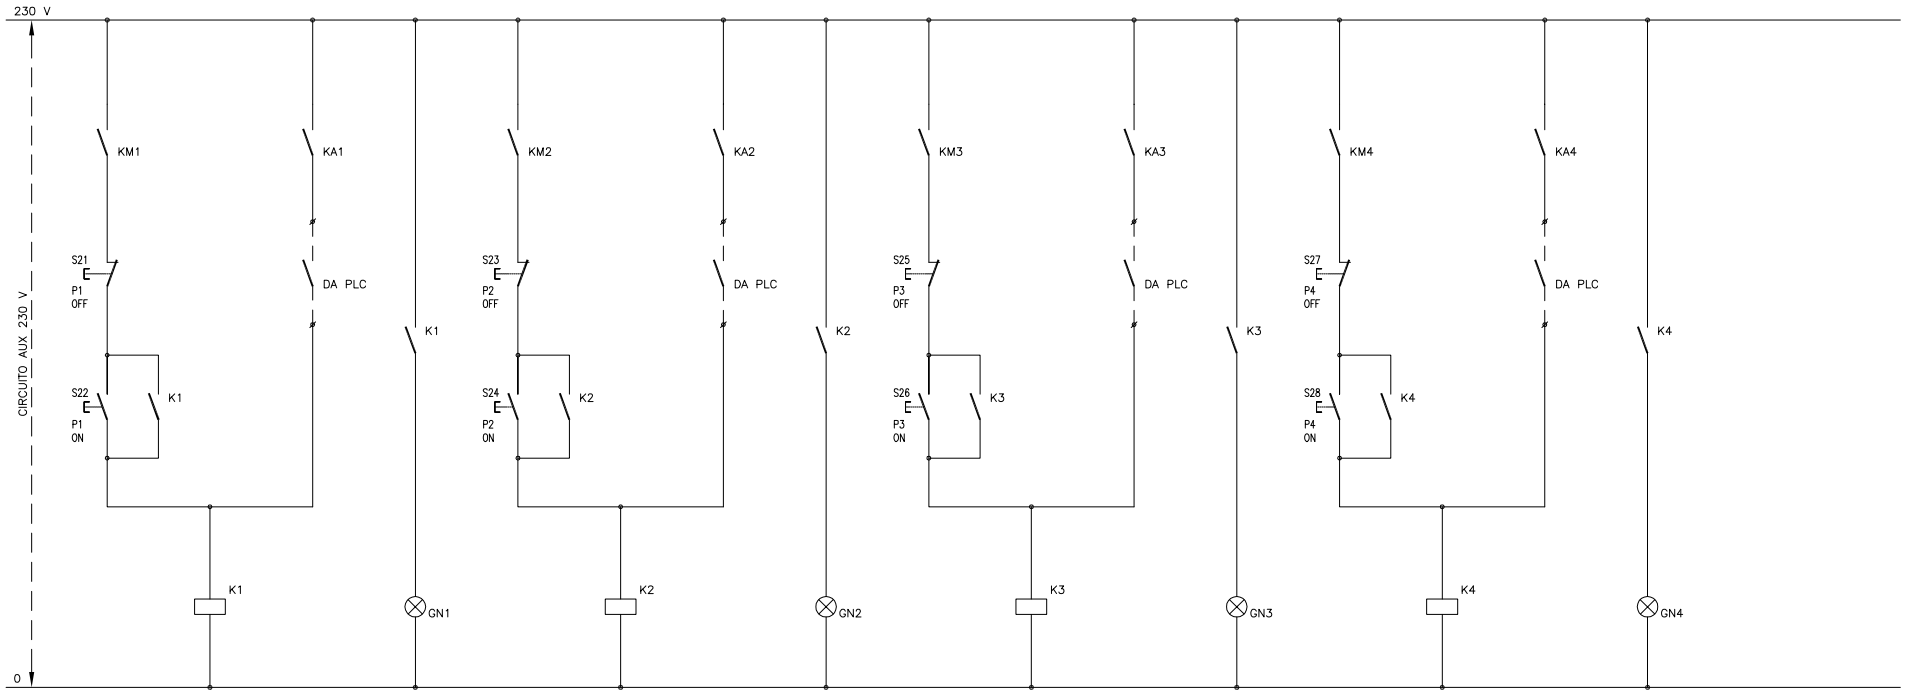 230 V
CIRCUITO AUX 230 V
0
KM1
KA1
S21
P1
OFF
DA PLC
K1
S22
P1
ON
K1
K1
GN1
KM2
KA2
S23
P2
OFF
DA PLC
K2
S24
P2
ON
K2
K2
GN2
KM3
KA3
S25
P3
OFF
DA PLC
K3
S26
P3
ON
K3
K3
GN3
KM4
KA4
S27
P4
OFF
DA PLC
K4
S28
P4
ON
K4
K4
GN4